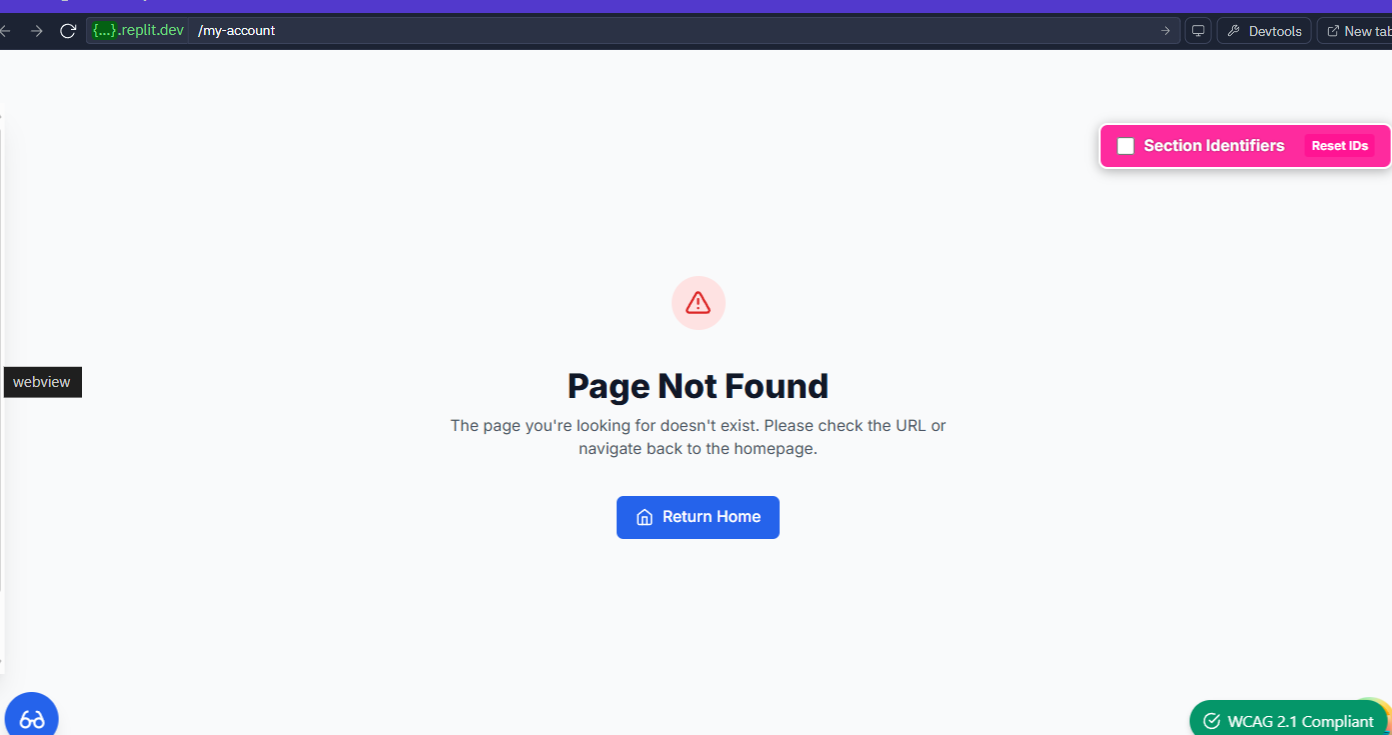 {...}.replit.dev /my-account Devtools New tab
Section Identifiers Reset IDs
webview
Page Not Found
The page you're looking for doesn't exist. Please check the URL or
navigate back to the homepage.
Return Home
WCAG 2.1 Compliant